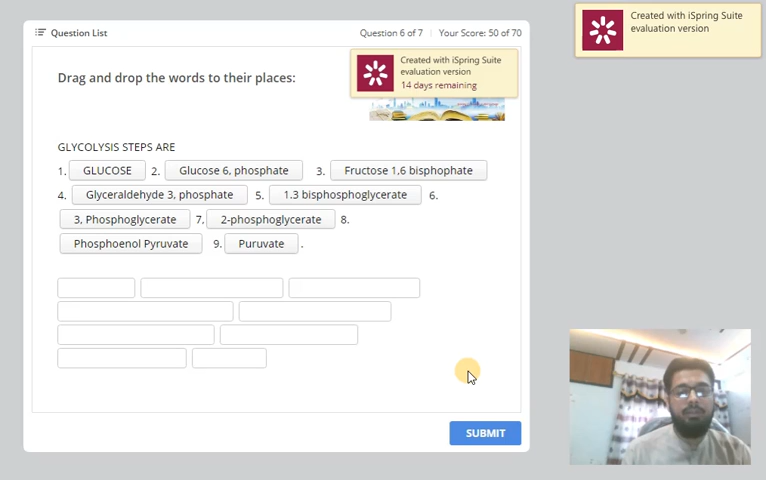 Question List
Question 6 of 7 | Your Score: 50 of 70
Created with iSpring Suite
evaluation version
Created with iSpring Suite
evaluation version
14 days remaining
Drag and drop the words to their places:
GLYCOLYSIS STEPS ARE
1. GLUCOSE 2. Glucose 6, phosphate 3. Fructose 1,6 bisphophate
4. Glyceraldehyde 3, phosphate 5. 1.3 bisphosphoglycerate 6.
3, Phosphoglycerate 7. 2-phosphoglycerate 8.
Phosphoenol Pyruvate 9. Puruvate .
SUBMIT